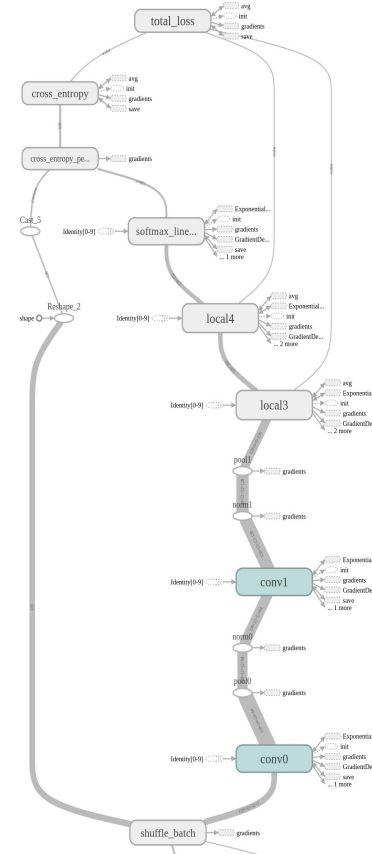 avg
init
total_loss
gradients
save
avg
init
cross_entropy
gradients
save
cross_entropy_pe...
gradients
Cast_5
Exponential...
init
Identity[0-9]
softmax_line...
gradients
GradientDe...
save
... 1 more
avg
Reshape_2
Exponential...
shape
Identity[0-9]
local4
init
gradients
GradientDe...
... 2 more
avg
Exponentia
Identity[0-9]
local3
init
gradients
GradientDe
... 2 more
pool1
gradients
norm1
gradients
Exponentia
init
Identity[0-9]
conv1
gradients
GradientDe
save
... 1 more
norm0
gradients
pool0
gradients
Exponentia
init
Identity[0-9]
conv0
gradients
GradientDe
save
... 1 more
shuffle_batch
gradients